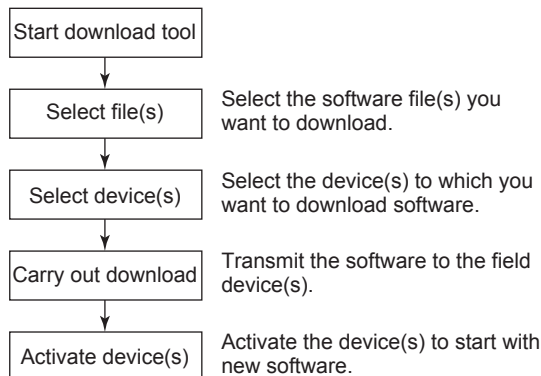 Start download tool
Select file(s)
Select the software file(s) you
want to download.
Select device(s)
Select the device(s) to which you
want to download software.
Carry out download
Transmit the software to the field
device(s).
Activate device(s)
Activate the device(s) to start with
new software.